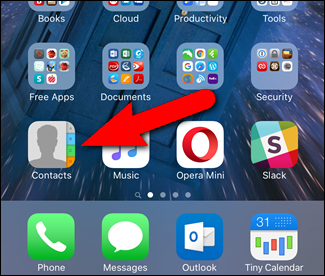 Books Cloud Productivity Tools
Free Apps Documents Security
Contacts Music Opera Mini Slack
31
Phone Messages Outlook Tiny Calendar